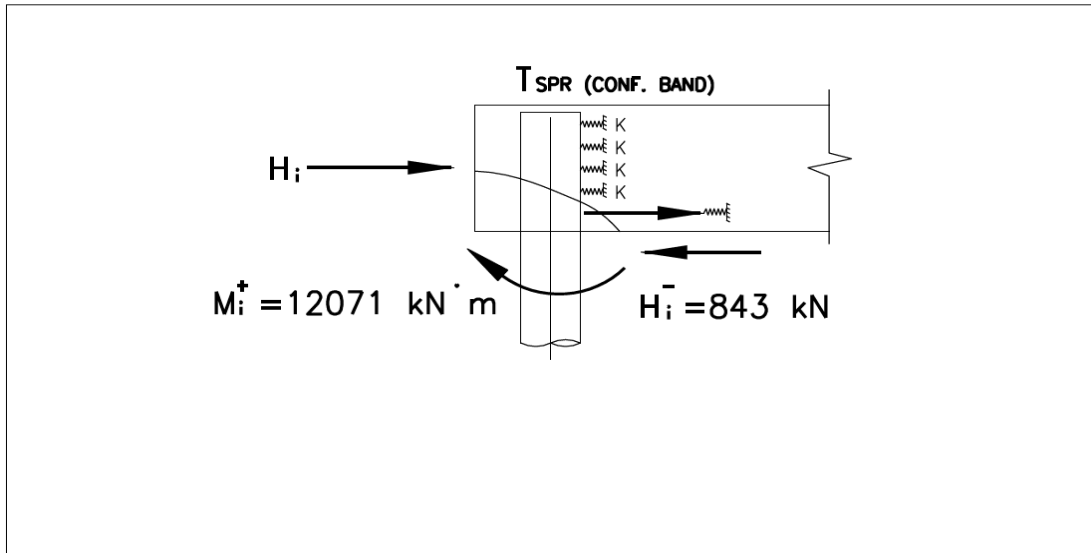 TSPR (CONF. BAND)
K
K
K
K
Hi
Mi+ = 12071 kN·m
Hi- = 843 kN